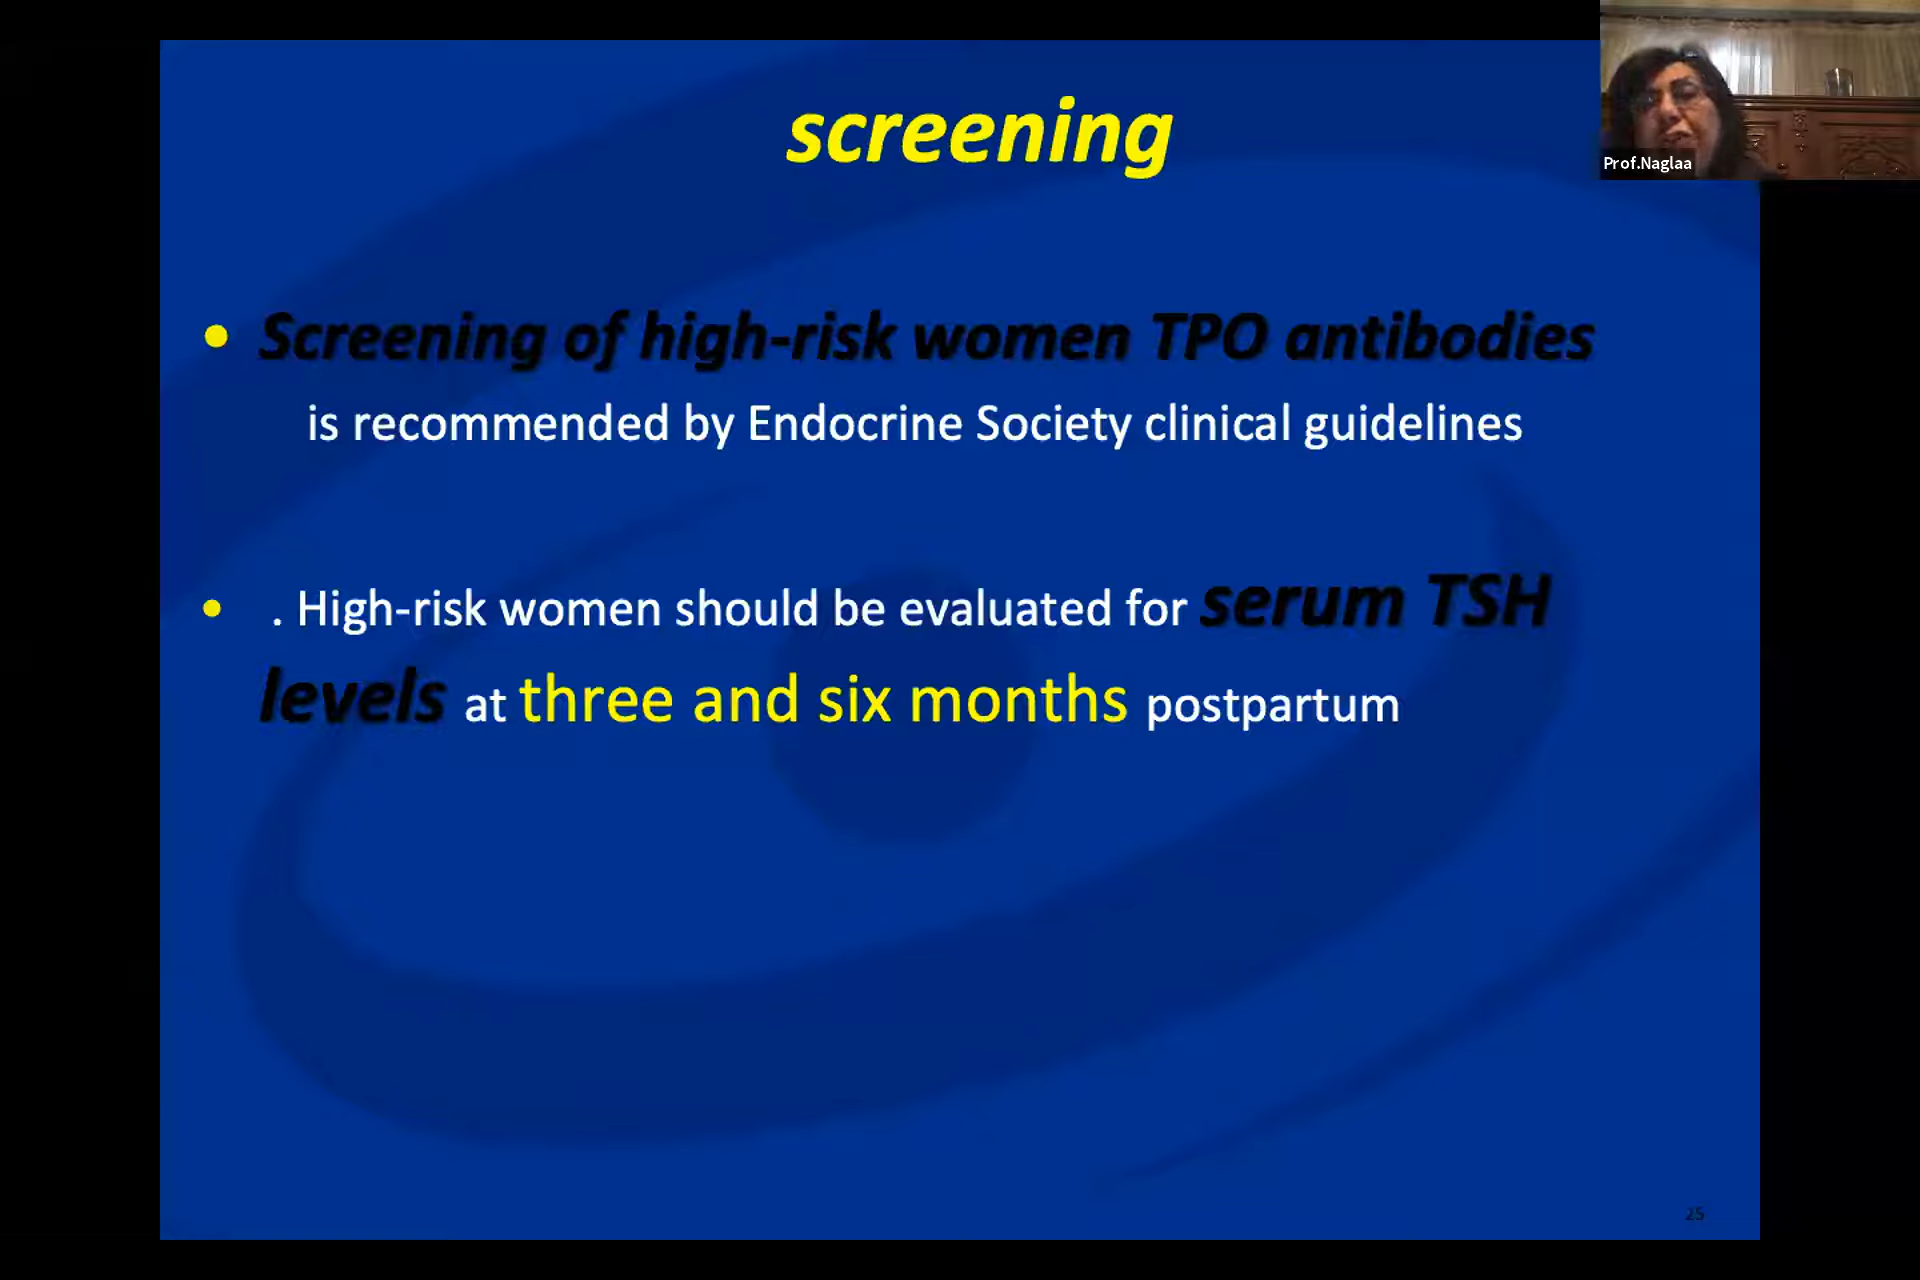 screening
Prof.Naglaa
• Screening of high-risk women TPO antibodies
is recommended by Endocrine Society clinical guidelines
• . High-risk women should be evaluated for serum TSH
levels at three and six months postpartum
25